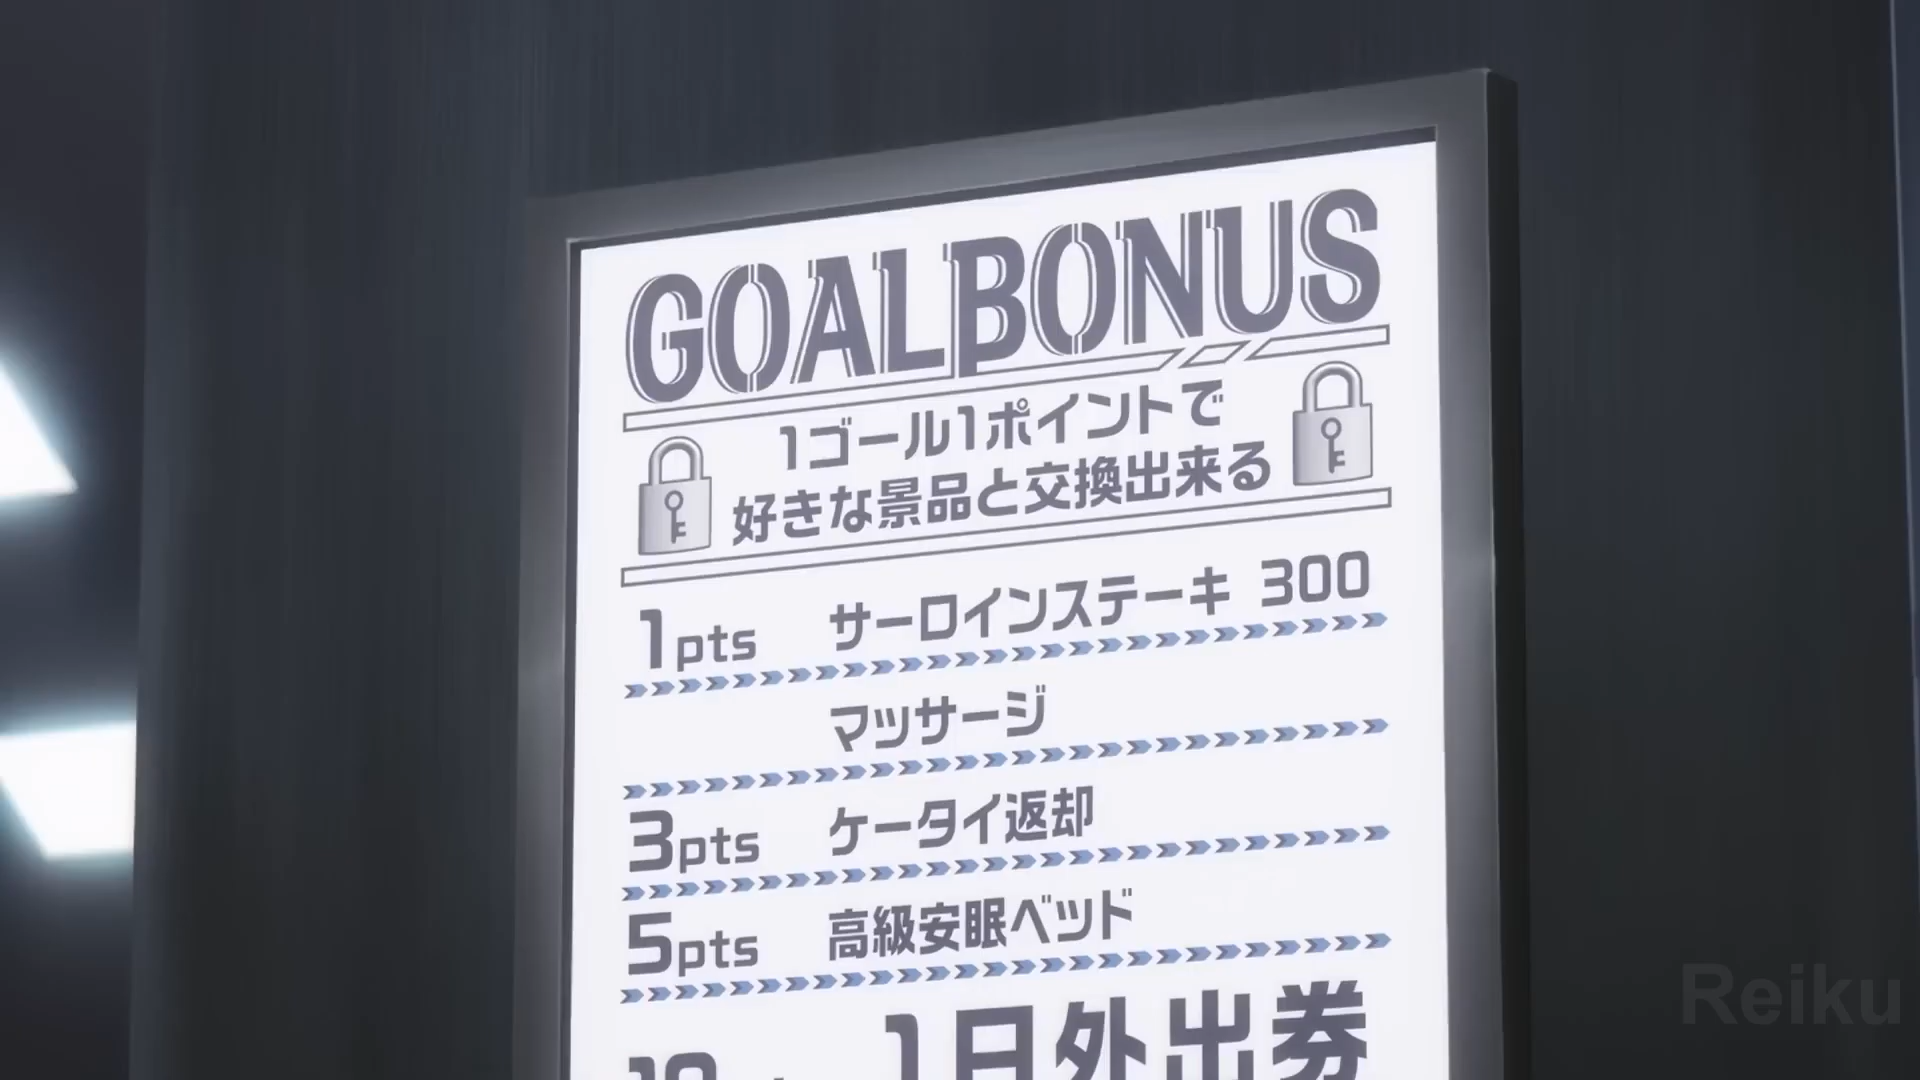 GOALBONUS
1ゴール1ポイントで
好きな景品と交換出来る
1pts サーロインステーキ 300
マッサージ
3pts ケータイ返却
5pts 高級安眠ベッド
1日外出券
Reiku